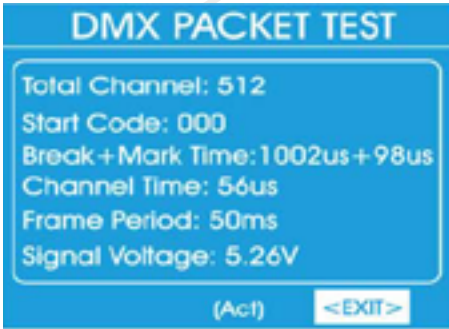 DMX PACKET TEST
Total Channel: 512
Start Code: 000
Break+Mark Time:1002us+98us
Channel Time: 56us
Frame Period: 50ms
Signal Voltage: 5.26V
(Act) <EXIT>